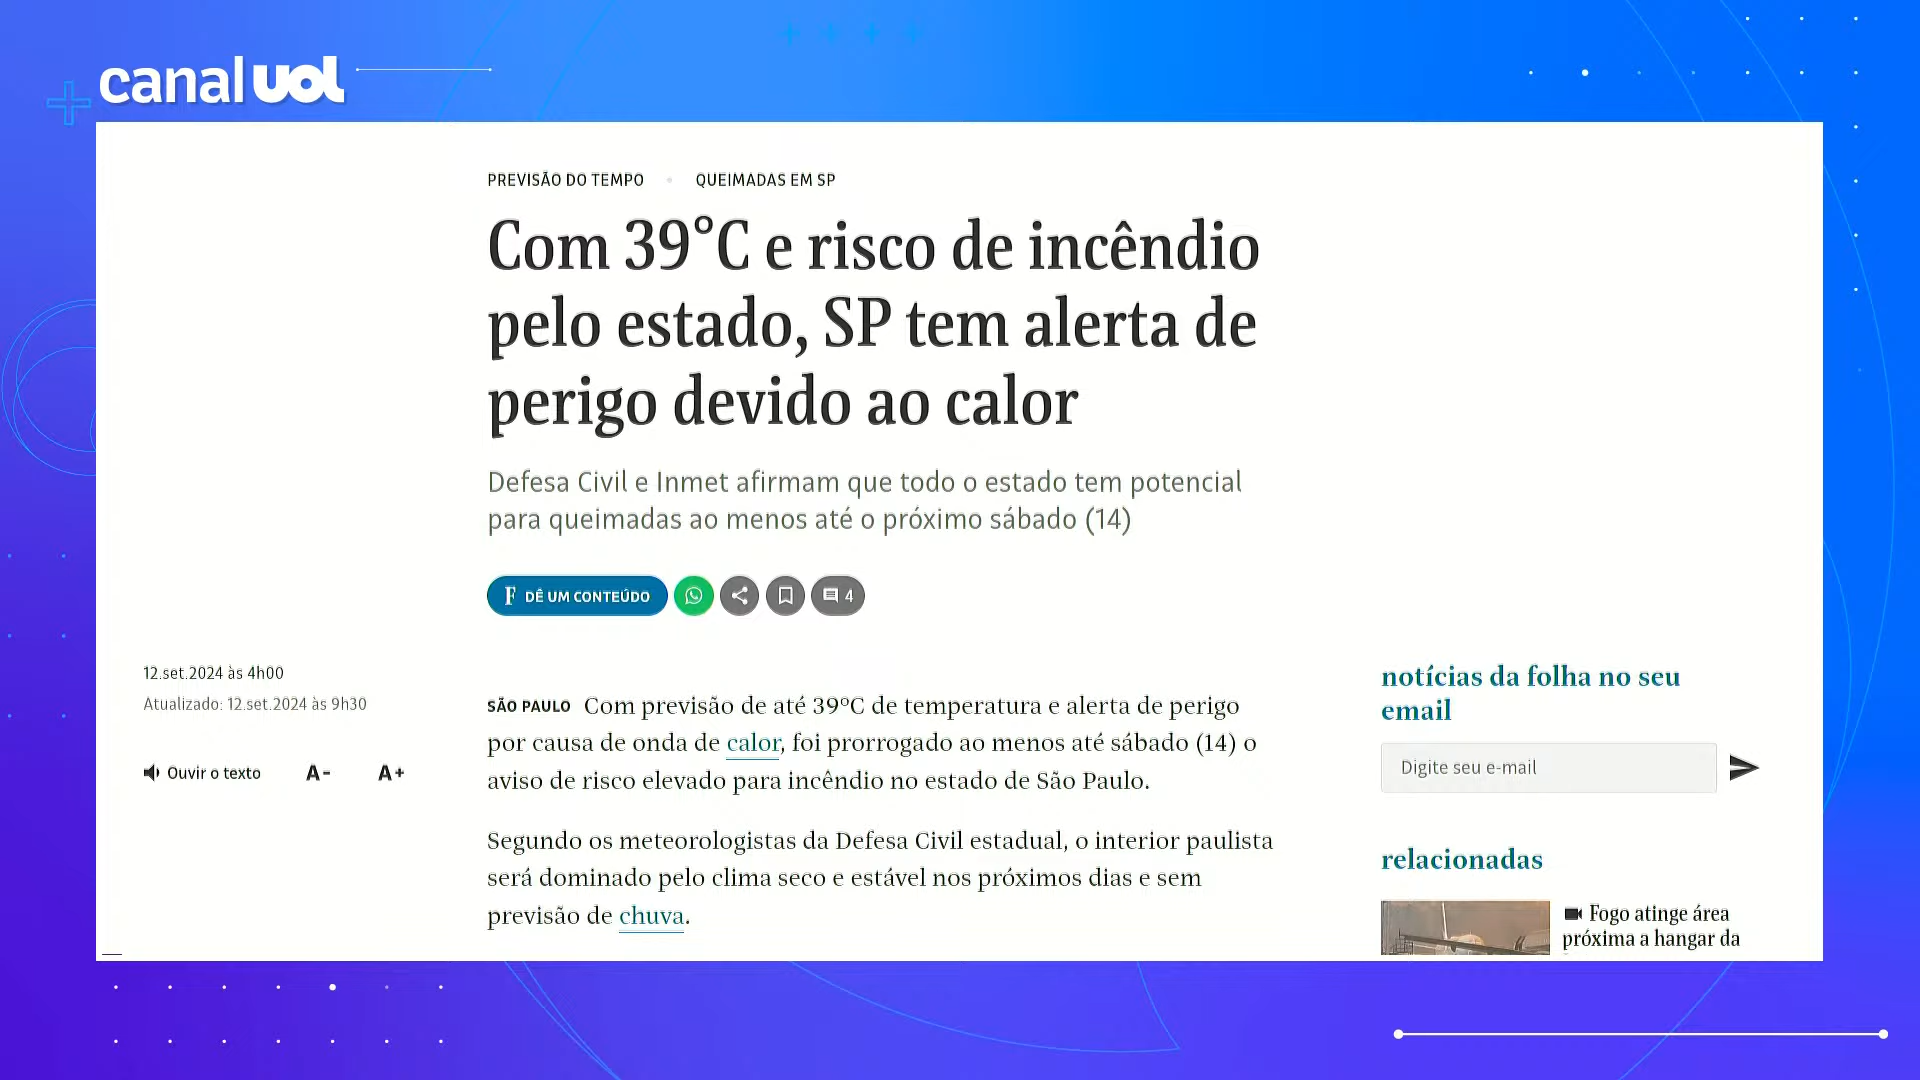 canal uol
PREVISÃO DO TEMPO • QUEIMADAS EM SP
Com 39°C e risco de incêndio
pelo estado, SP tem alerta de
perigo devido ao calor
Defesa Civil e Inmet afirmam que todo o estado tem potencial
para queimadas ao menos até o próximo sábado (14)
F DÊ UM CONTEÚDO 4
12.set.2024 às 4h00
Atualizado: 12.set.2024 às 9h30
Ouvir o texto A- A+
SÃO PAULO Com previsão de até 39ºC de temperatura e alerta de perigo
por causa de onda de calor, foi prorrogado ao menos até sábado (14) o
aviso de risco elevado para incêndio no estado de São Paulo.
Segundo os meteorologistas da Defesa Civil estadual, o interior paulista
será dominado pelo clima seco e estável nos próximos dias e sem
previsão de chuva.
notícias da folha no seu
email
Digite seu e-mail
relacionadas
Fogo atinge área
próxima a hangar da